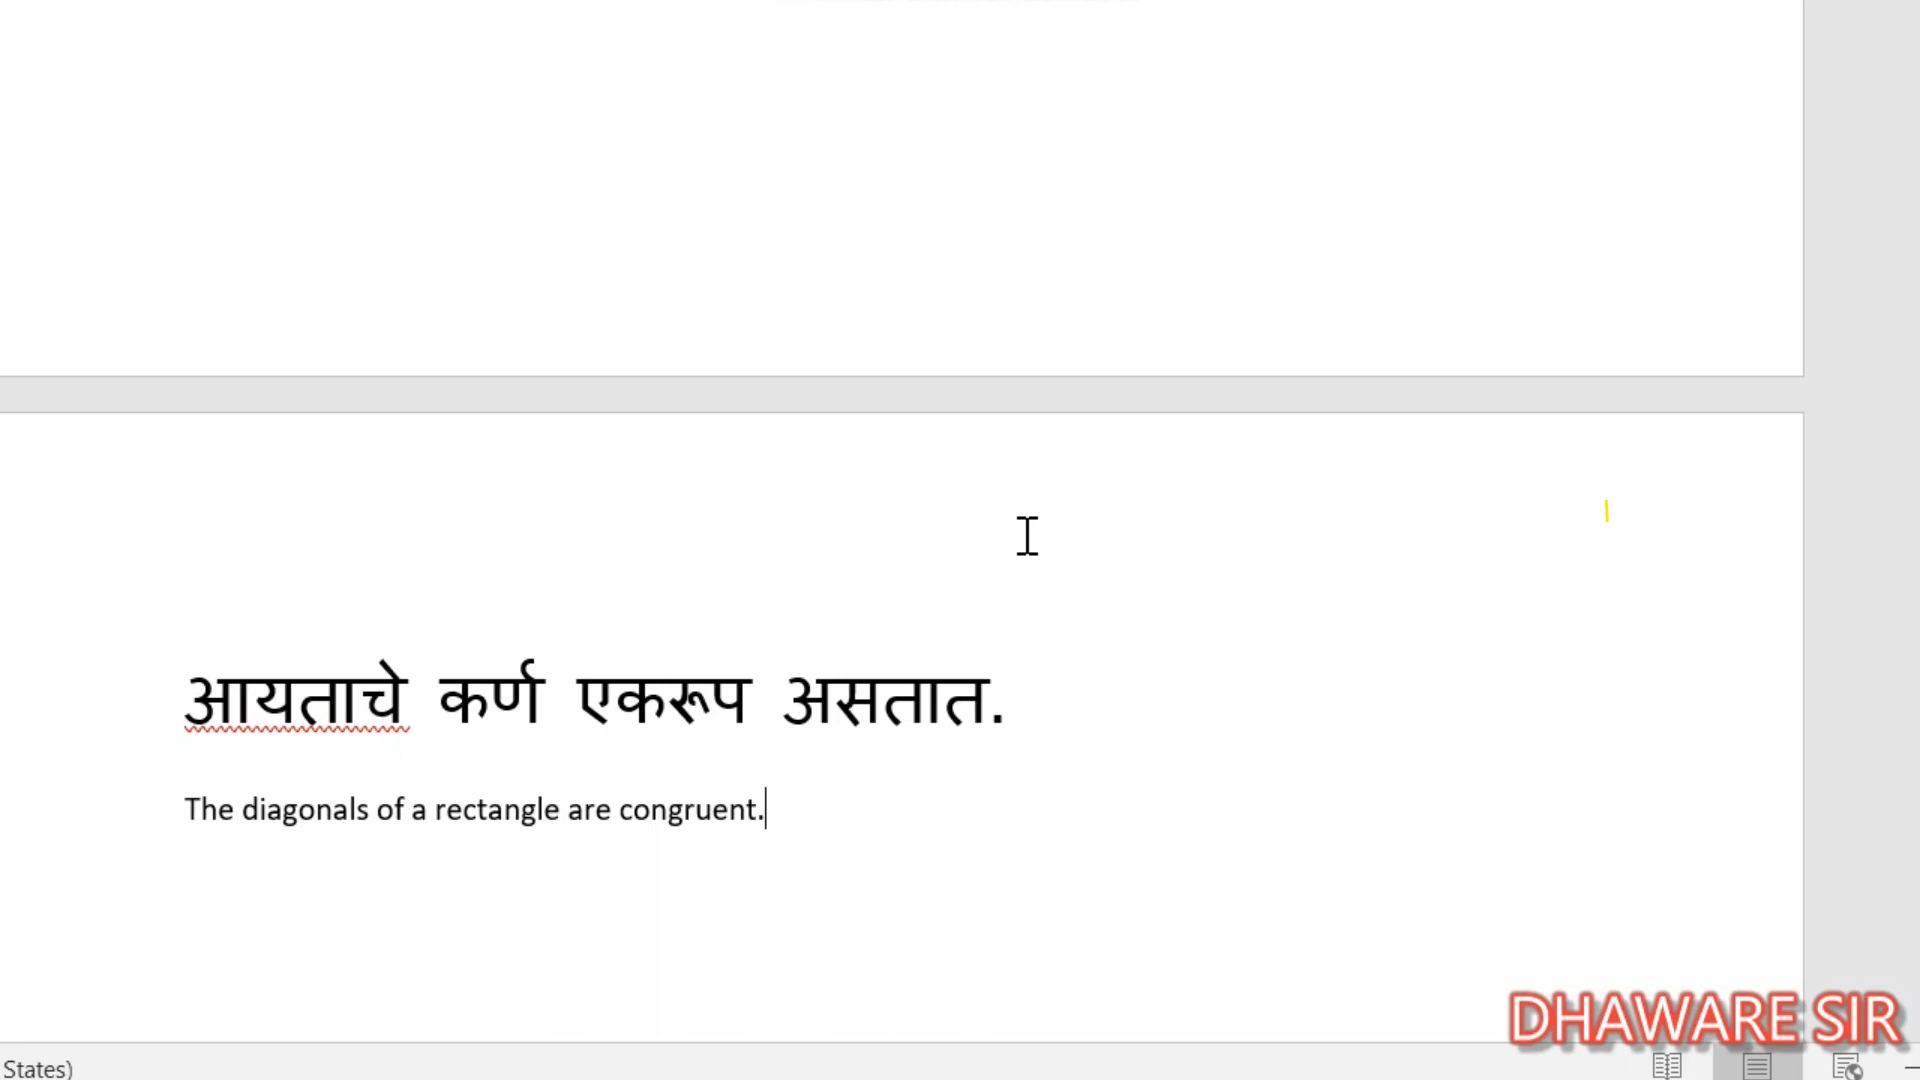 आयताचे कर्ण एकरूप असतात.
The diagonals of a rectangle are congruent.
DHAWARE SIR
States)